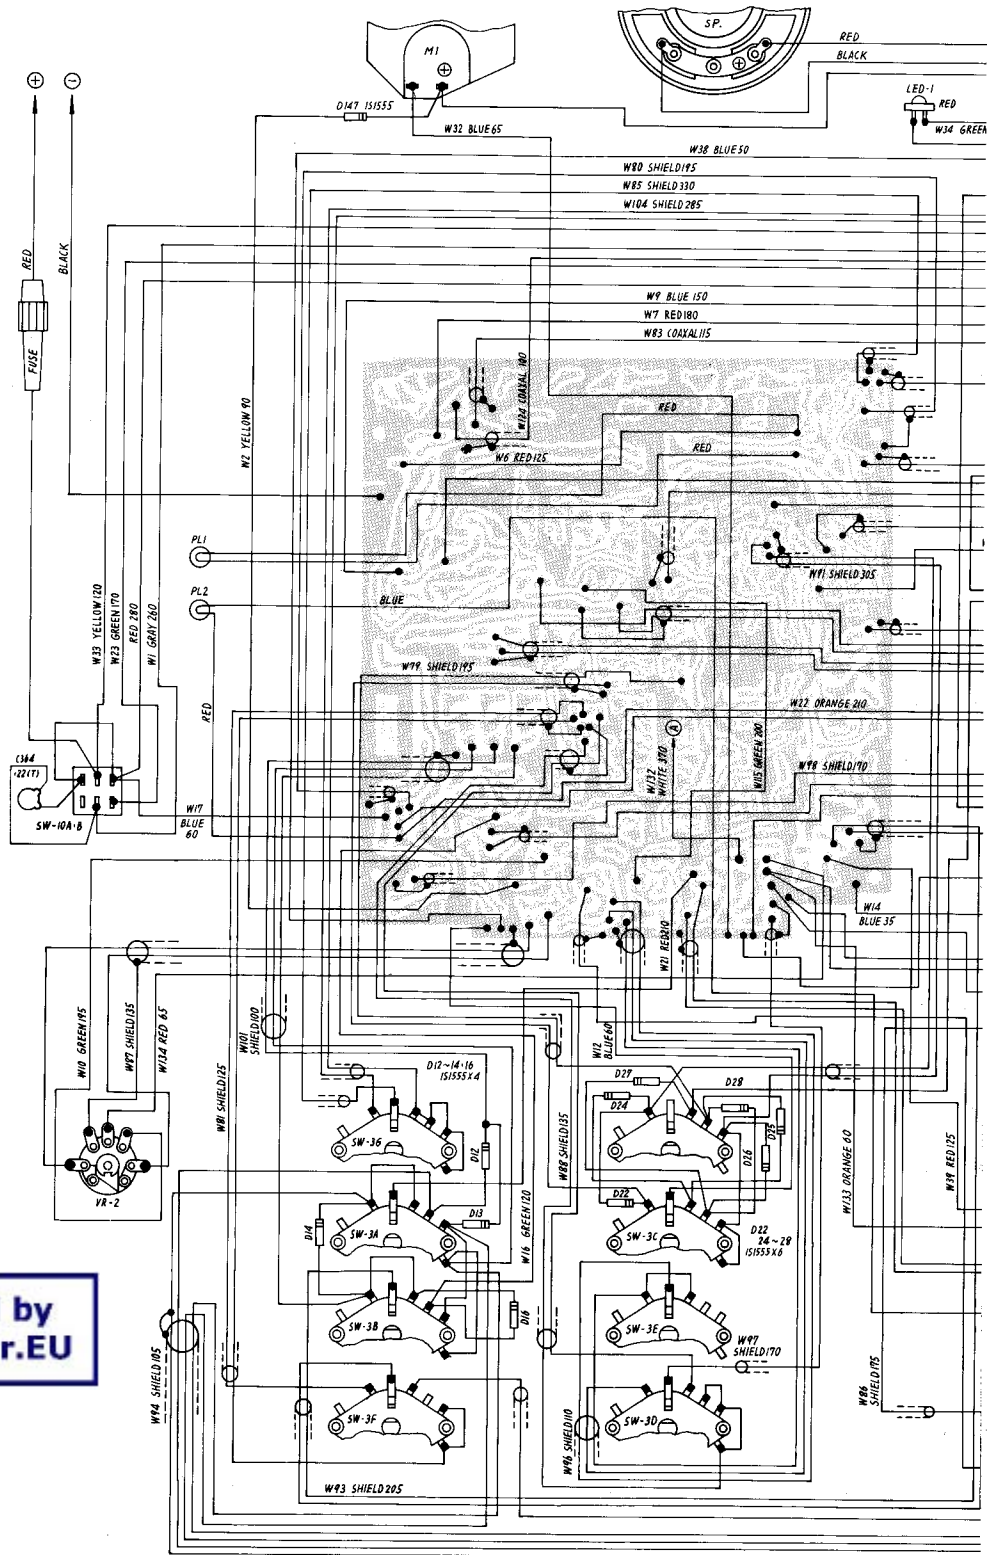 SP.
M1
RED
BLACK
LED-1
RED
D147 1S1555
W32 BLUE 65
W34 GREEN
W38 BLUE 50
W80 SHIELD 195
W85 SHIELD 330
W104 SHIELD 285
RED
BLACK
FUSE
W9 BLUE 150
W7 RED 180
W83 COAXAL 115
W2 YELLOW 90
W124 COAXAL 100
RED
W6 RED 125
RED
PL1
W91 SHIELD 305
PL2
BLUE
W33 YELLOW 120
W23 GREEN 170
RED 280
W1 GRAY 260
RED
W79 SHIELD 195
W22 ORANGE 210
A
W132
WHITE 370
W115 GREEN 200
W98 SHIELD 170
C364
.22(T)
SW-10A·B
W17
BLUE
60
W14
BLUE 35
W21 RED 210
W10 GREEN 195
W87 SHIELD 135
W134 RED 65
W101
SHIELD 100
W12
BLUE 60
W81 SHIELD 125
D12~14·16
1S1555X4
D27
D24
D28
D25
D26
SW-3G
D12
W88 SHIELD 135
W133 ORANGE 60
W39 RED 125
VR-2
D22
D14
D13
SW-3A
W16 GREEN 120
SW-3C
D22
24~28
1S1555X6
SW-3B
D16
SW-3E
by
r.EU
W97
SHIELD 170
W94 SHIELD 105
W86
SHIELD 175
SW-3F
SW-3D
W96 SHIELD 110
W93 SHIELD 205